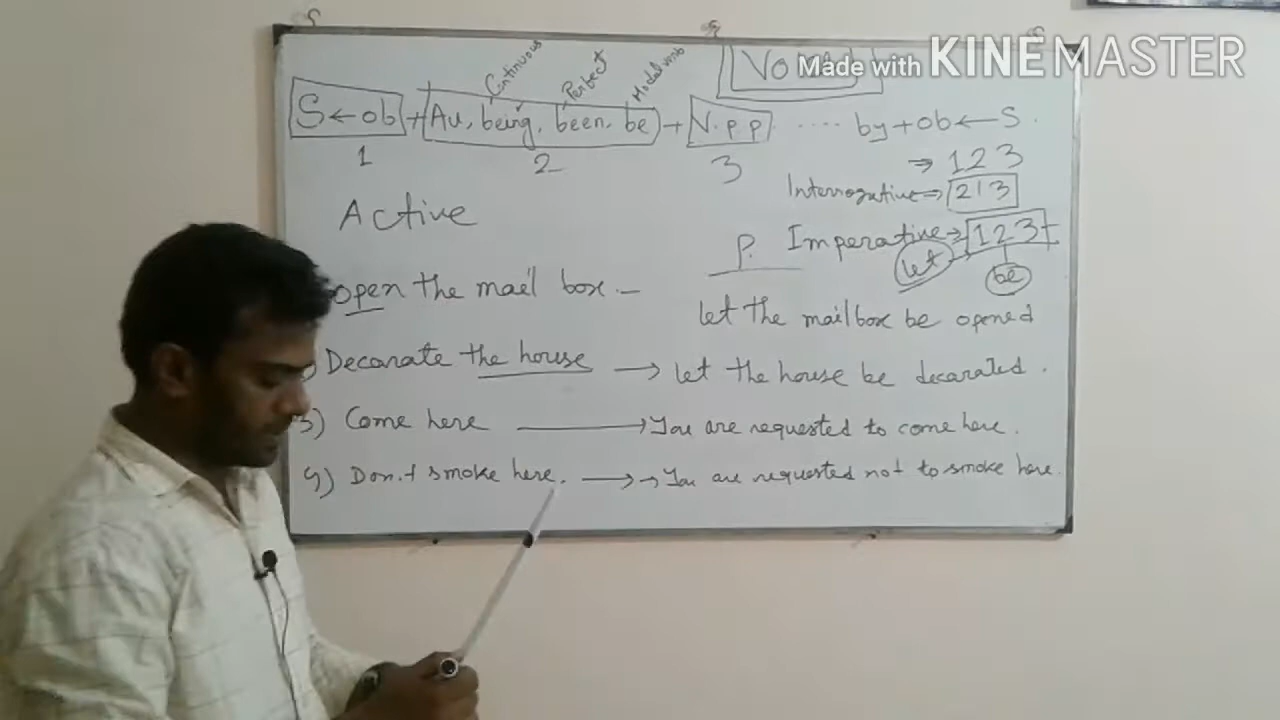 Made with KINEMASTER
Continuous Perfect Modal verb
S ← ob + Au, being, been, be + V.p p ..... by + ob ← S
1 2 3 ⇒ 1 2 3
Interrogative ⇒ 2 1 3
Active P. Imperative → 1 2 3 +
let be
open the mail box. – let the mailbox be opened
Decorate the house → let the house be decorated.
3) Come here → You are requested to come here.
4) Don't smoke here. → → You are requested not to smoke here.